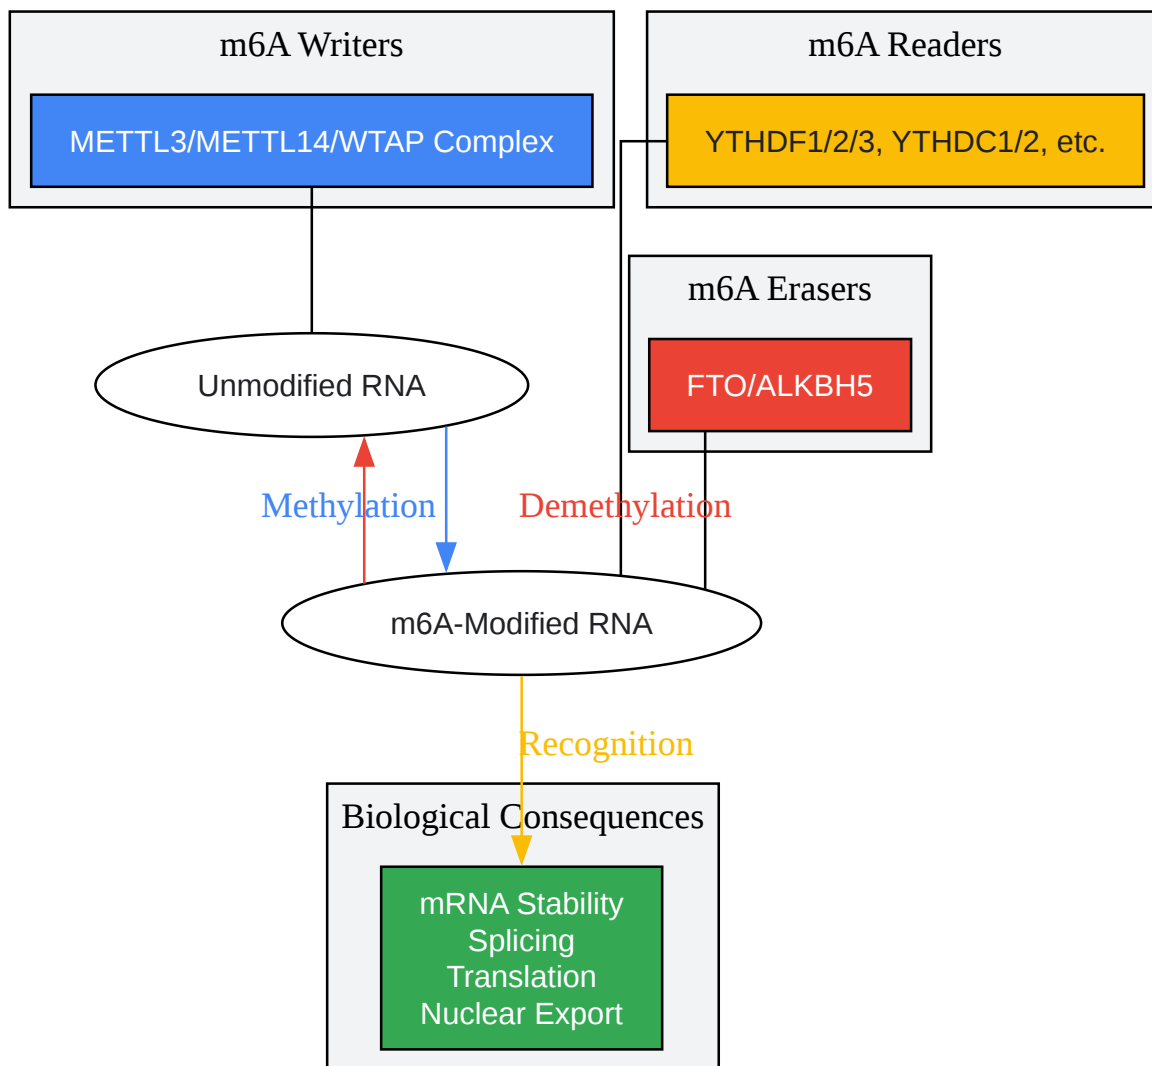 m6A Writers
METTL3/METTL14/WTAP Complex
m6A Readers
YTHDF1/2/3, YTHDC1/2, etc.
m6A Erasers
FTO/ALKBH5
Unmodified RNA
Methylation
Demethylation
m6A-Modified RNA
Recognition
Biological Consequences
mRNA Stability
Splicing
Translation
Nuclear Export